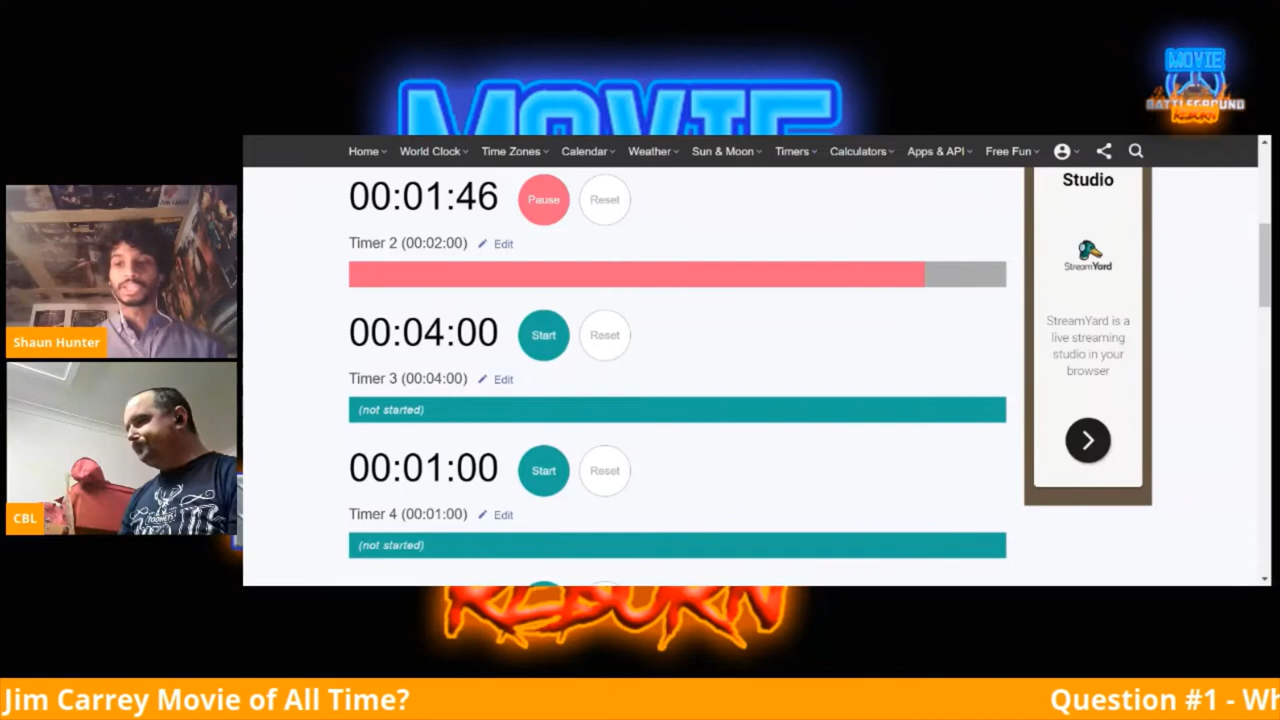 MOVIE
MOVIE
BATTLEGROUND
REBORN
Home World Clock Time Zones Calendar Weather Sun & Moon Timers Calculators Apps & API Free Fun
00:01:46 Pause Reset
Timer 2 (00:02:00) Edit
00:04:00 Start Reset
Timer 3 (00:04:00) Edit
(not started)
00:01:00 Start Reset
Timer 4 (00:01:00) Edit
(not started)
Studio
StreamYard
StreamYard is a
live streaming
studio in your
browser
Shaun Hunter
CBL
TOOHEYS
REBORN
Jim Carrey Movie of All Time? Question #1 - Wh